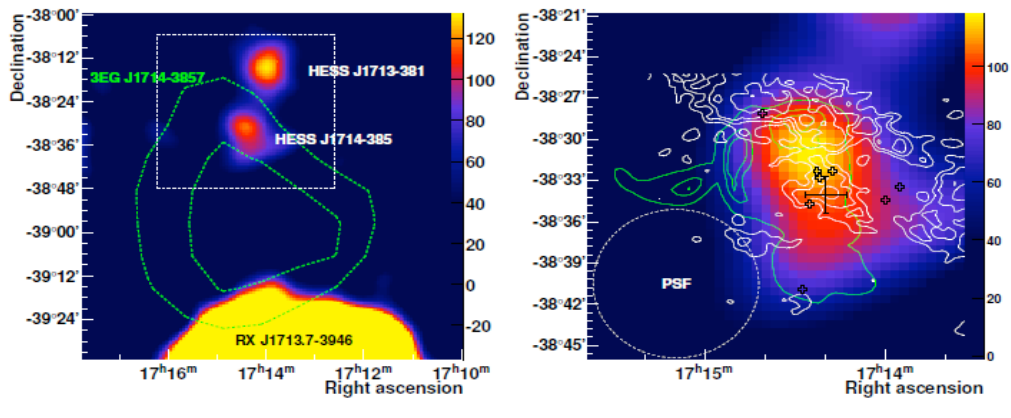 Declination
-38°00'
-38°12'
-38°24'
-38°36'
-38°48'
-39°00'
-39°12'
-39°24'
3EG J1714-3857
HESS J1713-381
HESS J1714-385
RX J1713.7-3946
120
100
80
60
40
20
0
-20
17ʰ16ᵐ
17ʰ14ᵐ
17ʰ12ᵐ
17ʰ10ᵐ
Right ascension
Declination
-38°21'
-38°24'
-38°27'
-38°30'
-38°33'
-38°36'
-38°39'
-38°42'
-38°45'
PSF
100
80
60
40
20
0
17ʰ15ᵐ
17ʰ14ᵐ
Right ascension